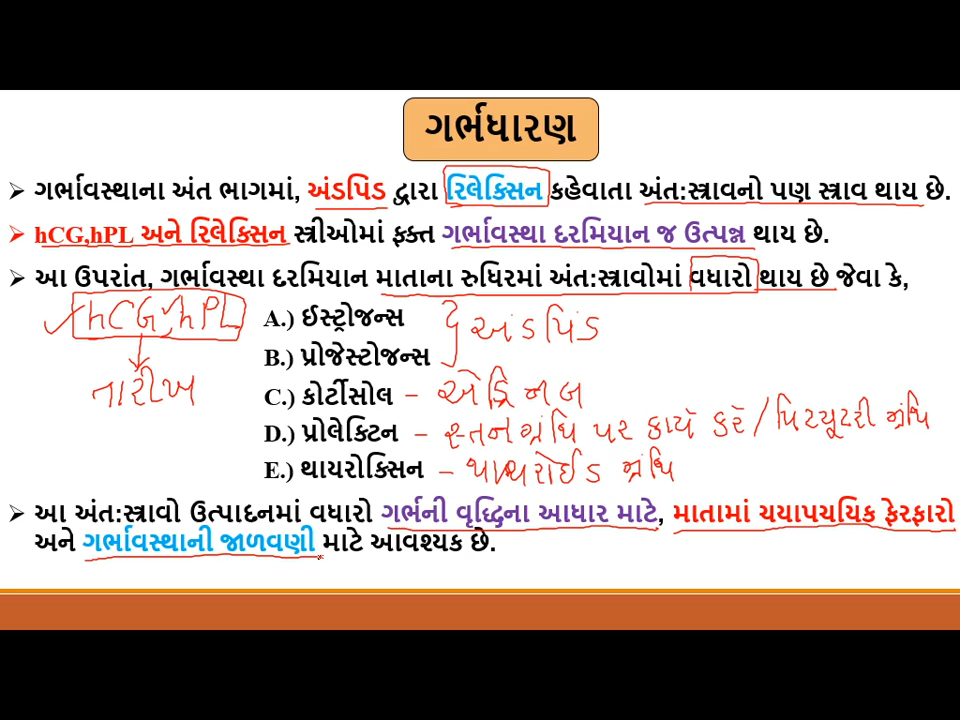 ગર્ભધારણ
➢ ગર્ભાવસ્થાના અંત ભાગમાં, અંડપિંડ દ્વારા રિલેક્સિન કહેવાતા અંત:સ્ત્રાવનો પણ સ્ત્રાવ થાય છે.
➢ hCG,hPL અને રિલેક્સિન સ્ત્રીઓમાં ફક્ત ગર્ભાવસ્થા દરમિયાન જ ઉત્પન્ન થાય છે.
➢ આ ઉપરાંત, ગર્ભાવસ્થા દરમિયાન માતાના રુધિરમાં અંત:સ્ત્રાવોમાં વધારો થાય છે જેવા કે,
hCG, hPL
તારીખ
A.) ઈસ્ટ્રોજન્સ
B.) પ્રોજેસ્ટોજન્સ
અંડપિંડ
C.) કોર્ટીસોલ - એડ્રિનલ
D.) પ્રોલેક્ટિન - સ્તનગ્રંથિ પર કાર્ય કરે / પિટ્યૂટરી ગ્રંથિ
E.) થાયરોક્સિન - થાયરોઈડ ગ્રંથિ
➢ આ અંત:સ્ત્રાવો ઉત્પાદનમાં વધારો ગર્ભની વૃદ્ધિના આધાર માટે, માતામાં ચયાપચયિક ફેરફારો
અને ગર્ભાવસ્થાની જાળવણી માટે આવશ્યક છે.